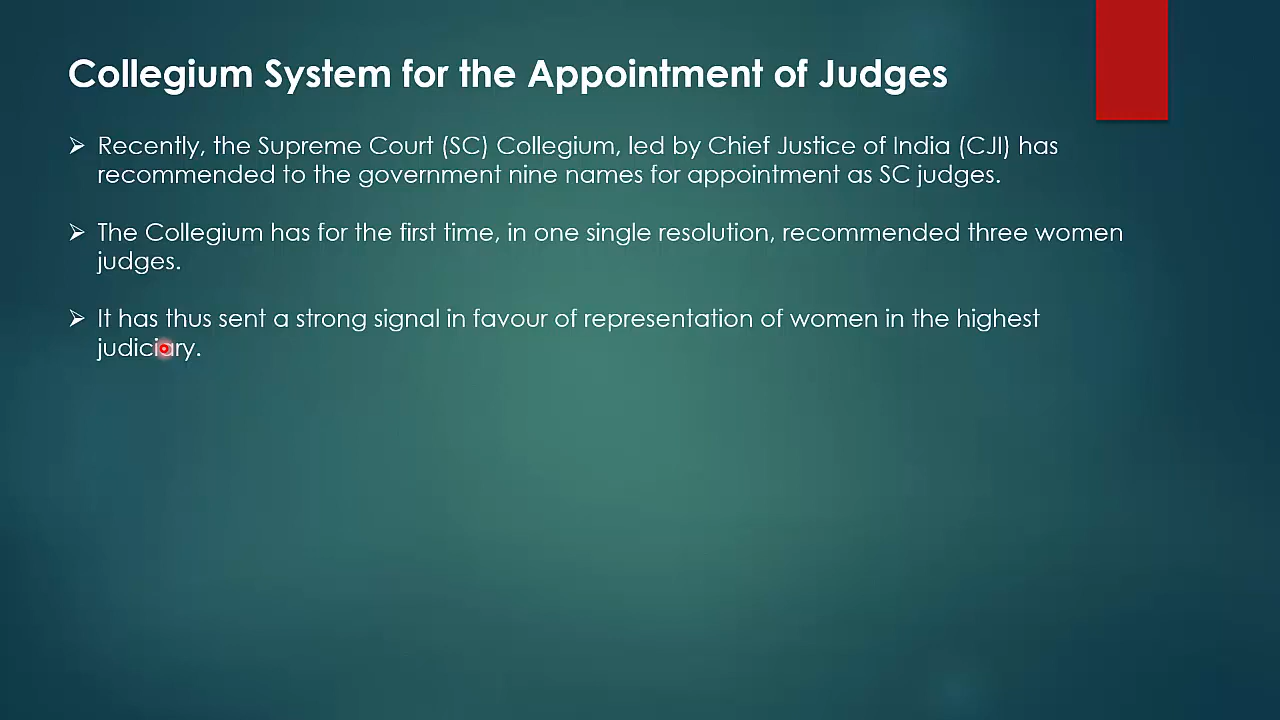 Collegium System for the Appointment of Judges
Recently, the Supreme Court (SC) Collegium, led by Chief Justice of India (CJI) has
recommended to the government nine names for appointment as SC judges.
The Collegium has for the first time, in one single resolution, recommended three women
judges.
It has thus sent a strong signal in favour of representation of women in the highest
judiciary.